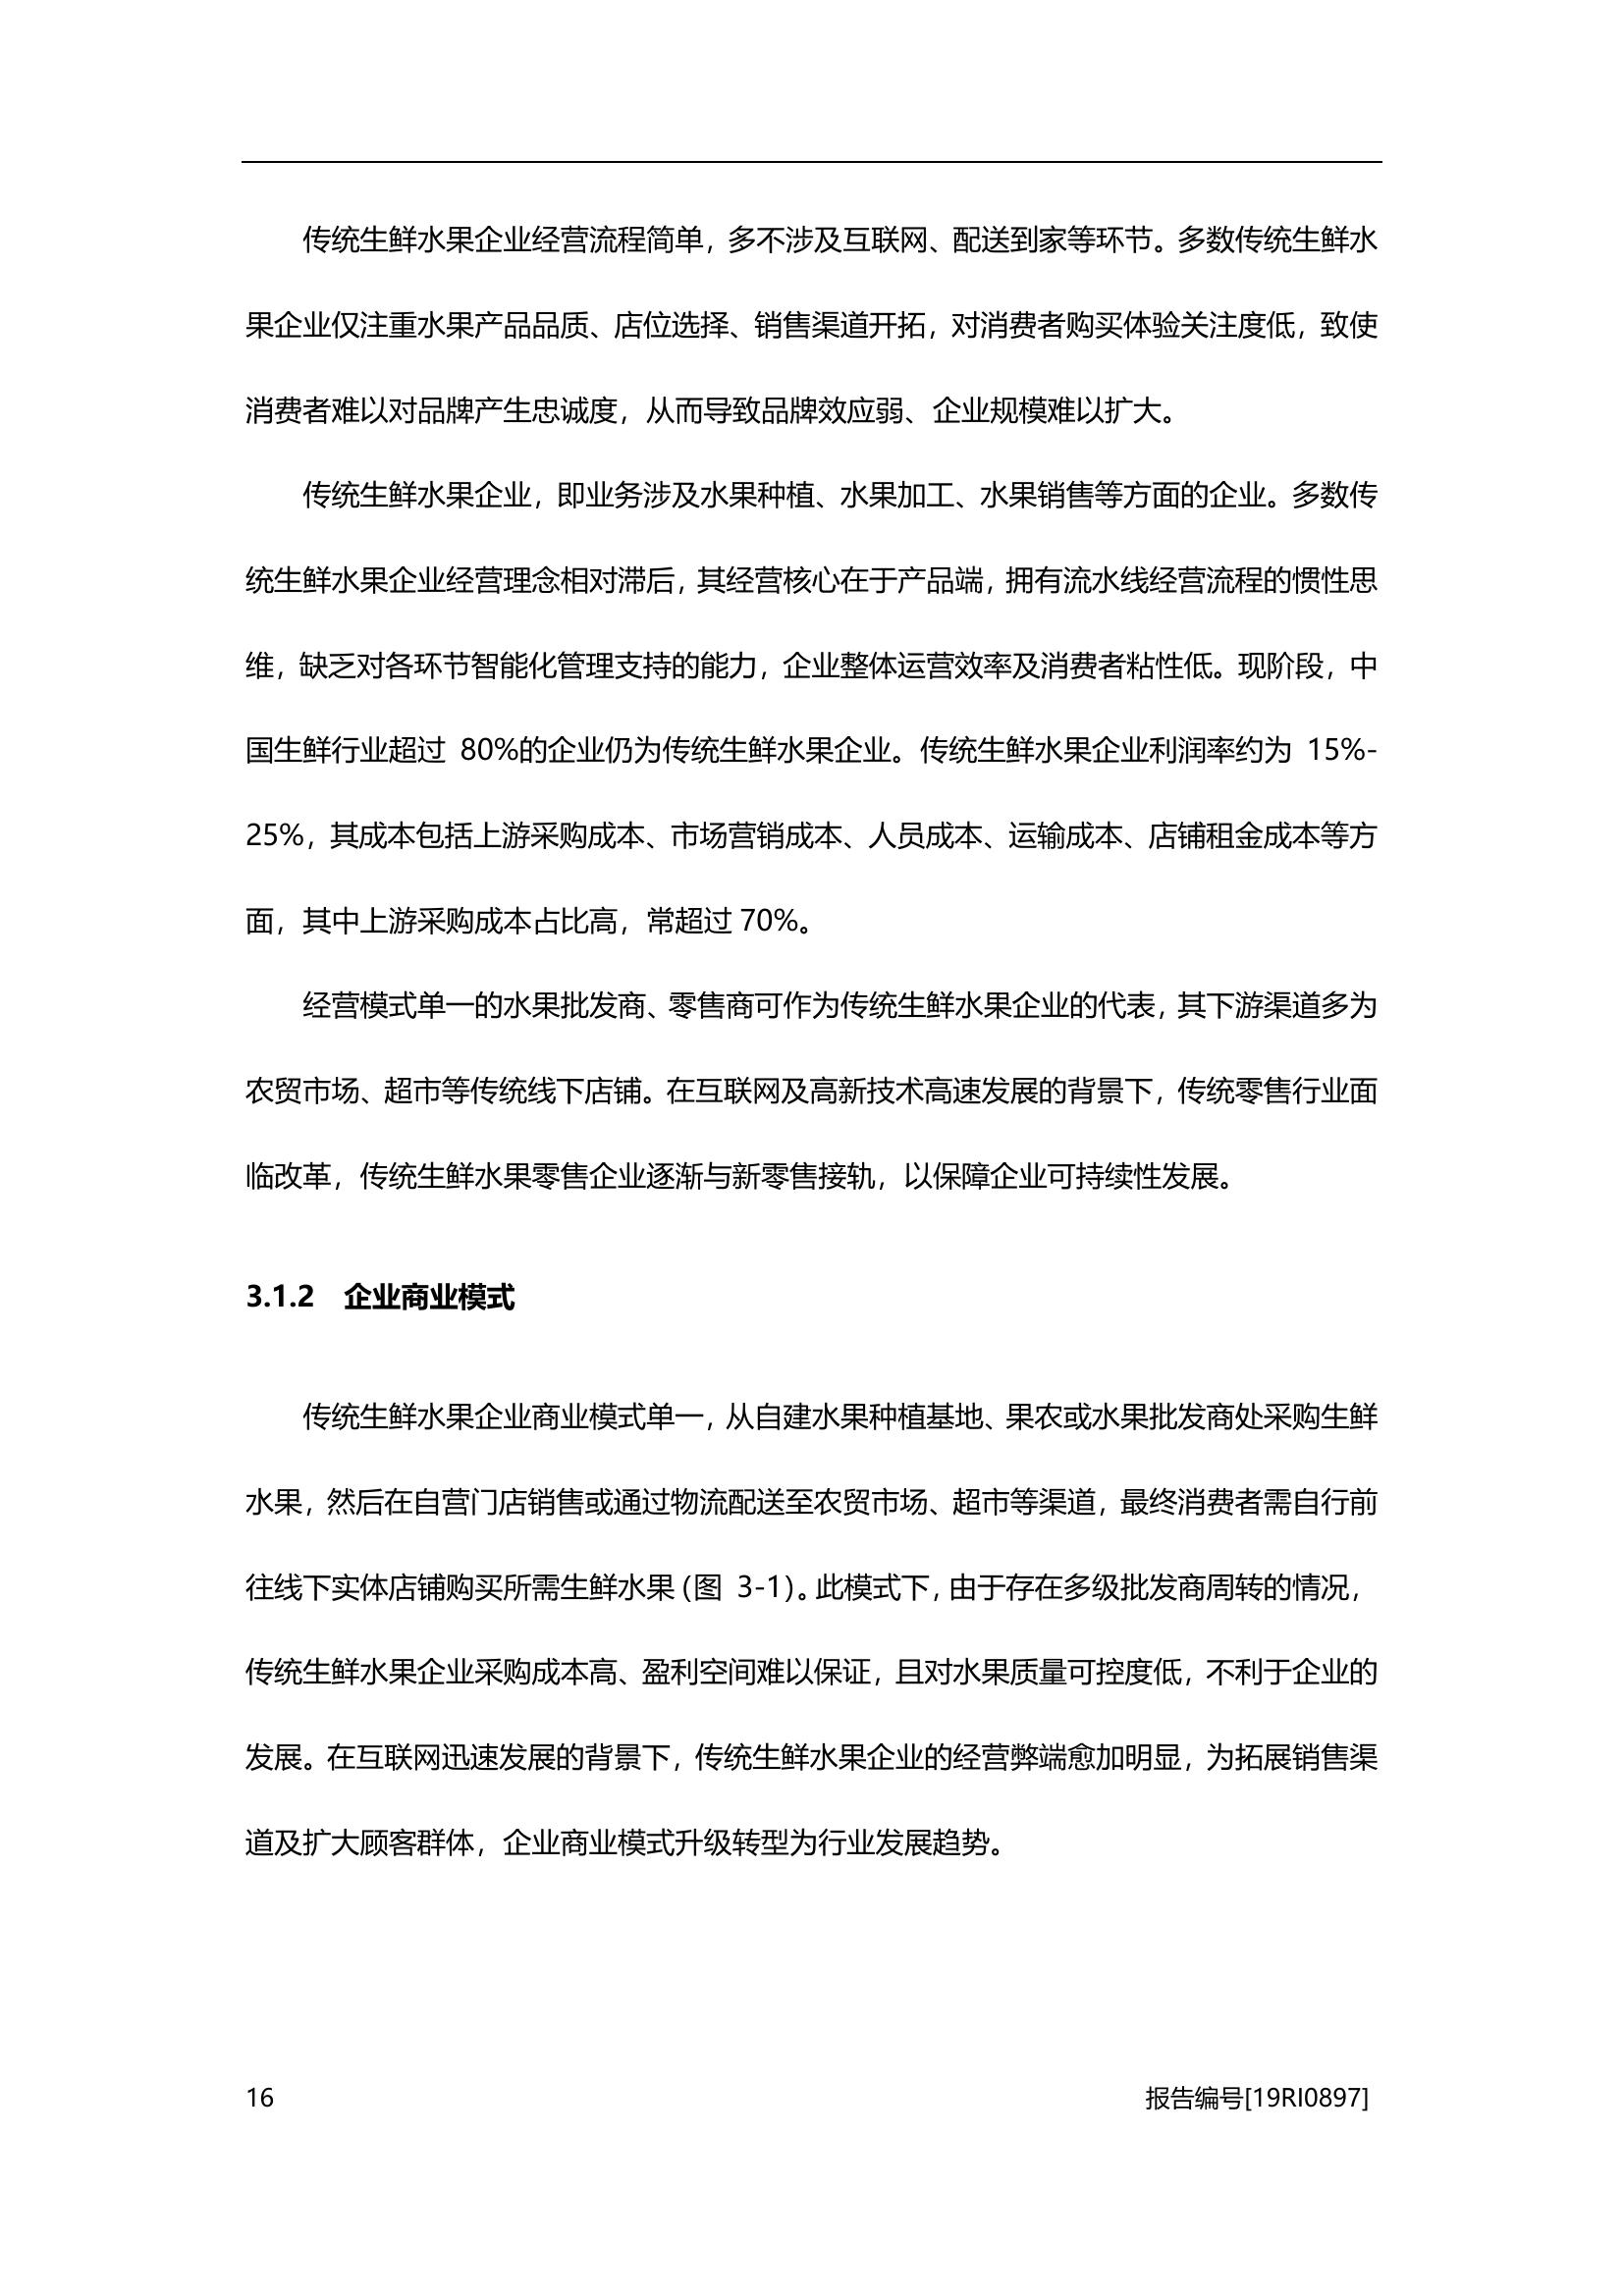 传统生鲜水果企业经营流程简单，多不涉及互联网、配送到家等环节。多数传统生鲜水
果企业仅注重水果产品品质、店位选择、销售渠道开拓，对消费者购买体验关注度低，致使
消费者难以对品牌产生忠诚度，从而导致品牌效应弱、企业规模难以扩大。
传统生鲜水果企业，即业务涉及水果种植、水果加工、水果销售等方面的企业。多数传
统生鲜水果企业经营理念相对滞后，其经营核心在于产品端，拥有流水线经营流程的惯性思
维，缺乏对各环节智能化管理支持的能力，企业整体运营效率及消费者粘性低。现阶段，中
国生鲜行业超过 80%的企业仍为传统生鲜水果企业。传统生鲜水果企业利润率约为 15%-
25%，其成本包括上游采购成本、市场营销成本、人员成本、运输成本、店铺租金成本等方
面，其中上游采购成本占比高，常超过 70%。
经营模式单一的水果批发商、零售商可作为传统生鲜水果企业的代表，其下游渠道多为
农贸市场、超市等传统线下店铺。在互联网及高新技术高速发展的背景下，传统零售行业面
临改革，传统生鲜水果零售企业逐渐与新零售接轨，以保障企业可持续性发展。
3.1.2 企业商业模式
传统生鲜水果企业商业模式单一，从自建水果种植基地、果农或水果批发商处采购生鲜
水果，然后在自营门店销售或通过物流配送至农贸市场、超市等渠道，最终消费者需自行前
往线下实体店铺购买所需生鲜水果（图 3-1）。此模式下，由于存在多级批发商周转的情况，
传统生鲜水果企业采购成本高、盈利空间难以保证，且对水果质量可控度低，不利于企业的
发展。在互联网迅速发展的背景下，传统生鲜水果企业的经营弊端愈加明显，为拓展销售渠
道及扩大顾客群体，企业商业模式升级转型为行业发展趋势。
16 报告编号[19RI0897]